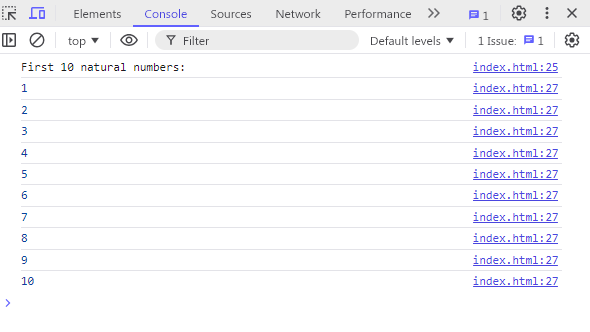 Elements Console Sources Network Performance 1
top Filter Default levels 1 Issue: 1
First 10 natural numbers: index.html:25
1 index.html:27
2 index.html:27
3 index.html:27
4 index.html:27
5 index.html:27
6 index.html:27
7 index.html:27
8 index.html:27
9 index.html:27
10 index.html:27